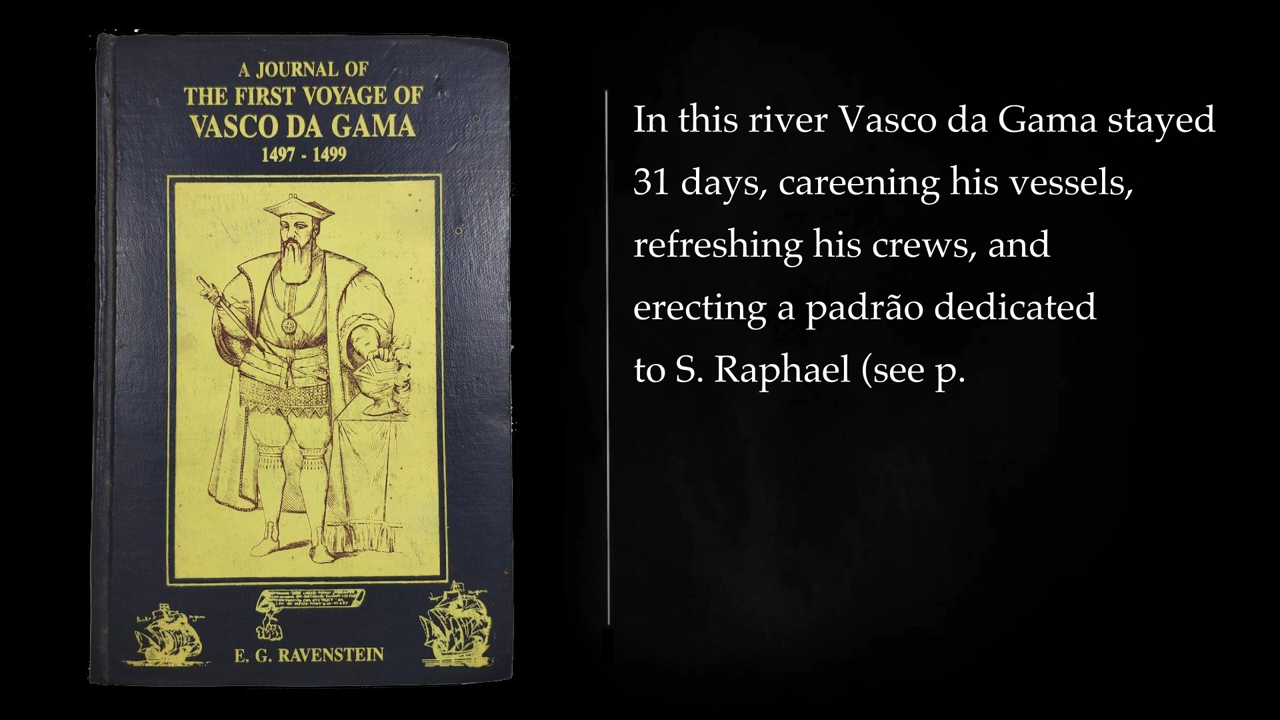 A JOURNAL OF
THE FIRST VOYAGE OF
VASCO DA GAMA
1497 - 1499
E. G. RAVENSTEIN
In this river Vasco da Gama stayed
31 days, careening his vessels,
refreshing his crews, and
erecting a padrão dedicated
to S. Raphael (see p.